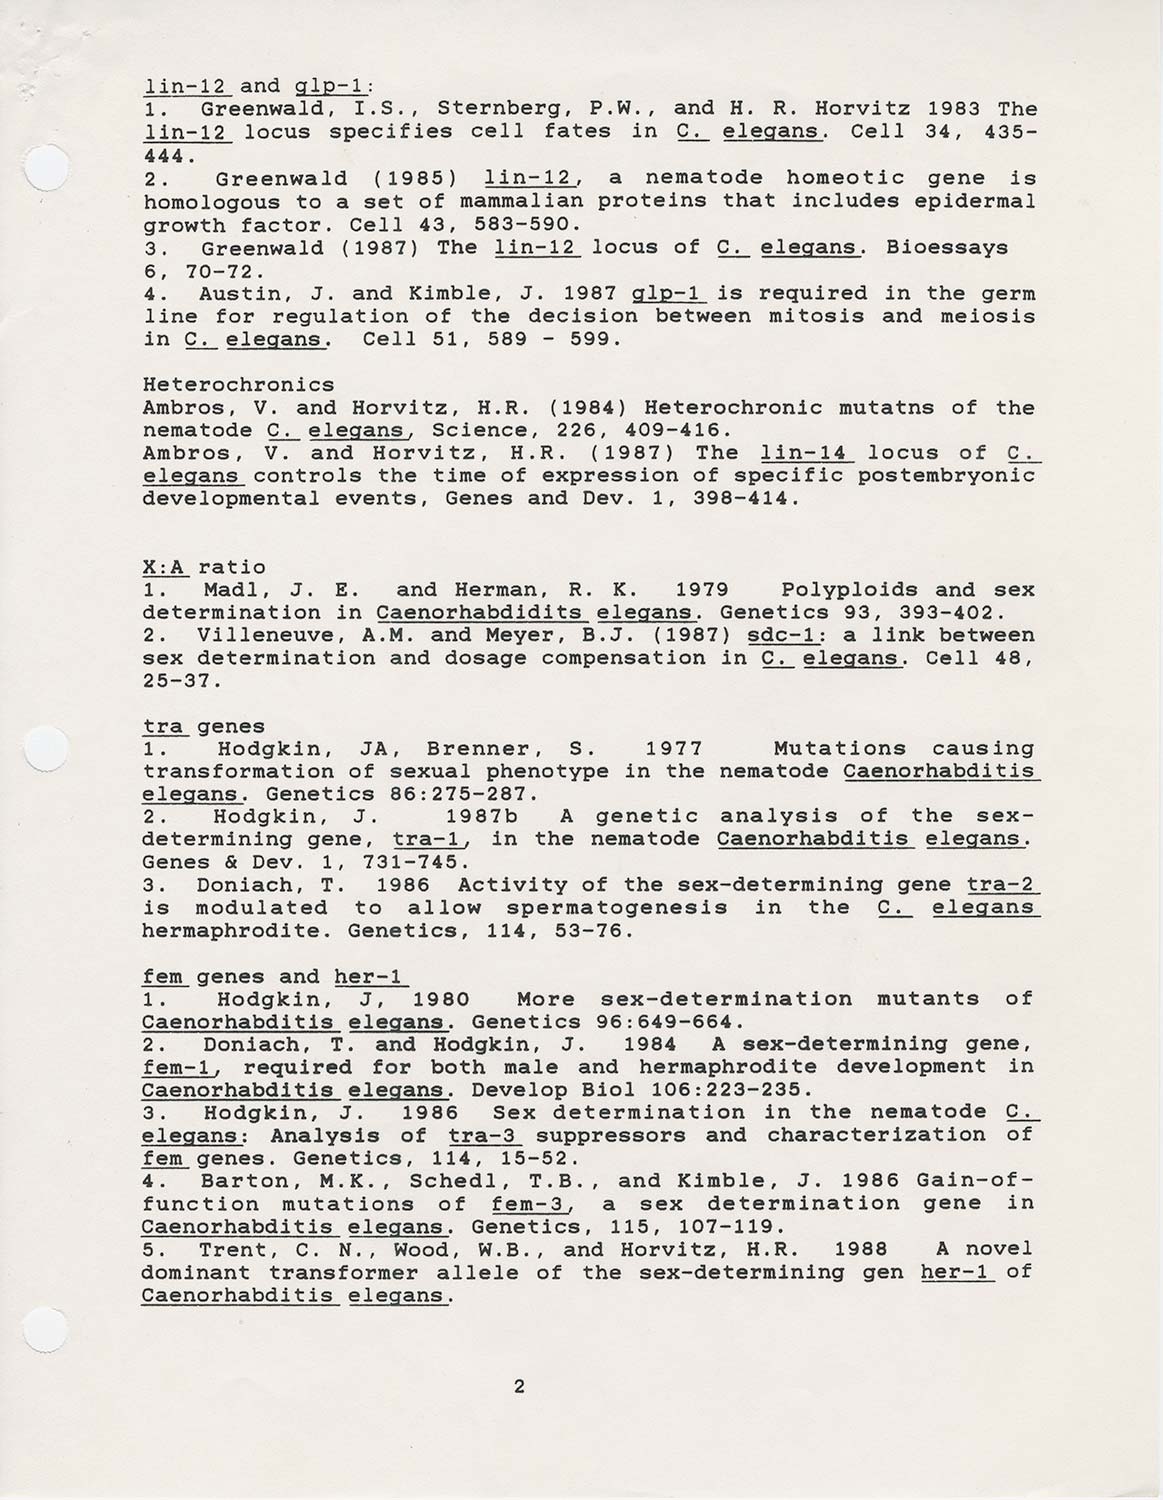 lin-12 and glp-1:
1. Greenwald, I.S., Sternberg, P.W., and H. R. Horvitz 1983 The
lin-12 locus specifies cell fates in C. elegans. Cell 34, 435-
444.
2. Greenwald (1985) lin-12, a nematode homeotic gene is
homologous to a set of mammalian proteins that includes epidermal
growth factor. Cell 43, 583-590.
3. Greenwald (1987) The lin-12 locus of C. elegans. Bioessays
6, 70-72.
4. Austin, J. and Kimble, J. 1987 glp-1 is required in the germ
line for regulation of the decision between mitosis and meiosis
in C. elegans. Cell 51, 589 - 599.
Heterochronics
Ambros, V. and Horvitz, H.R. (1984) Heterochronic mutatns of the
nematode C. elegans, Science, 226, 409-416.
Ambros, V. and Horvitz, H.R. (1987) The lin-14 locus of C.
elegans controls the time of expression of specific postembryonic
developmental events, Genes and Dev. 1, 398-414.
X:A ratio
1. Madl, J. E. and Herman, R. K. 1979 Polyploids and sex
determination in Caenorhabdidits elegans. Genetics 93, 393-402.
2. Villeneuve, A.M. and Meyer, B.J. (1987) sdc-1: a link between
sex determination and dosage compensation in C. elegans. Cell 48,
25-37.
tra genes
1. Hodgkin, JA, Brenner, S. 1977 Mutations causing
transformation of sexual phenotype in the nematode Caenorhabditis
elegans. Genetics 86:275-287.
2. Hodgkin, J. 1987b A genetic analysis of the sex-
determining gene, tra-1, in the nematode Caenorhabditis elegans.
Genes & Dev. 1, 731-745.
3. Doniach, T. 1986 Activity of the sex-determining gene tra-2
is modulated to allow spermatogenesis in the C. elegans
hermaphrodite. Genetics, 114, 53-76.
fem genes and her-1
1. Hodgkin, J, 1980 More sex-determination mutants of
Caenorhabditis elegans. Genetics 96:649-664.
2. Doniach, T. and Hodgkin, J. 1984 A sex-determining gene,
fem-1, required for both male and hermaphrodite development in
Caenorhabditis elegans. Develop Biol 106:223-235.
3. Hodgkin, J. 1986 Sex determination in the nematode C.
elegans: Analysis of tra-3 suppressors and characterization of
fem genes. Genetics, 114, 15-52.
4. Barton, M.K., Schedl, T.B., and Kimble, J. 1986 Gain-of-
function mutations of fem-3, a sex determination gene in
Caenorhabditis elegans. Genetics, 115, 107-119.
5. Trent, C. N., Wood, W.B., and Horvitz, H.R. 1988 A novel
dominant transformer allele of the sex-determining gen her-1 of
Caenorhabditis elegans.
2